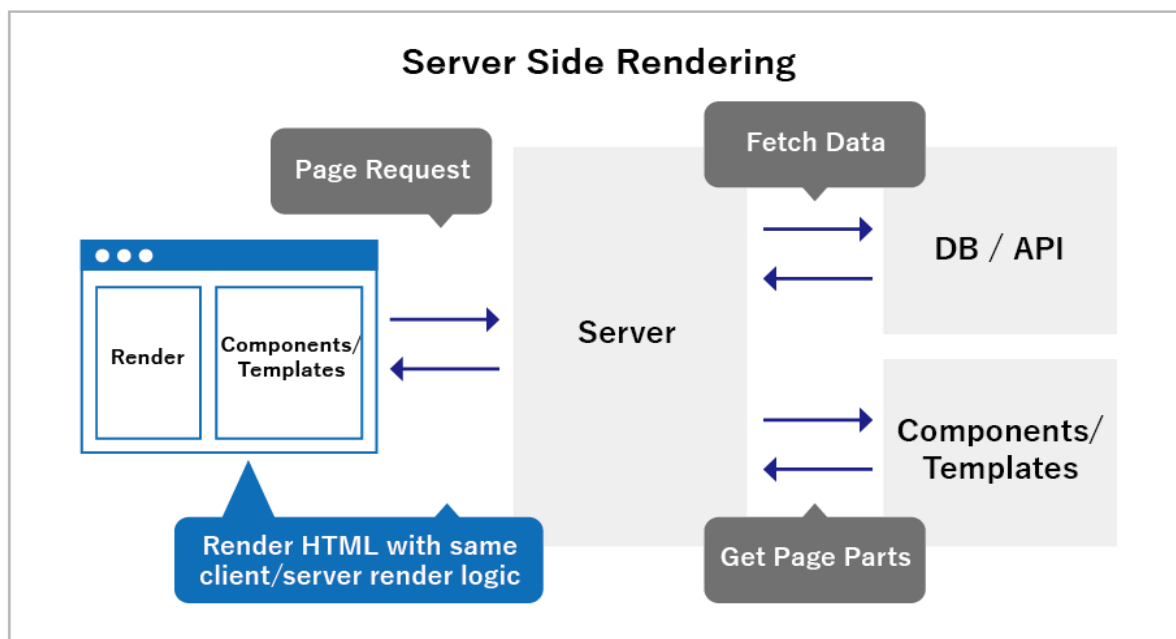 Server Side Rendering
Page Request
Fetch Data
Render
Components/
Templates
Server
DB / API
Components/
Templates
Render HTML with same
client/server render logic
Get Page Parts